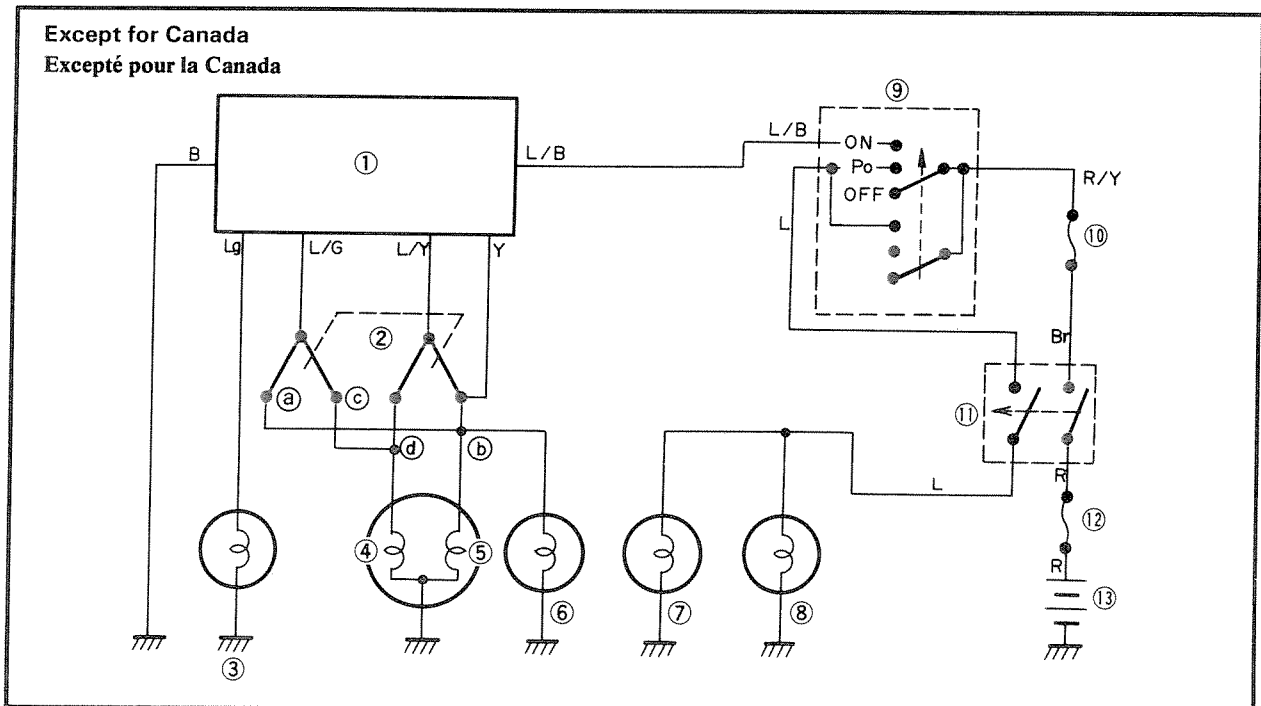 Except for Canada
Excepté pour la Canada
⑨
L/B
ON
B
①
L/B
Po
R/Y
OFF
L
⑩
Lg
L/G
L/Y
Y
②
Br
ⓐ
ⓒ
⑪
ⓓ
ⓑ
L
R
④
⑤
⑫
R
⑥
⑦
⑧
⑬
③